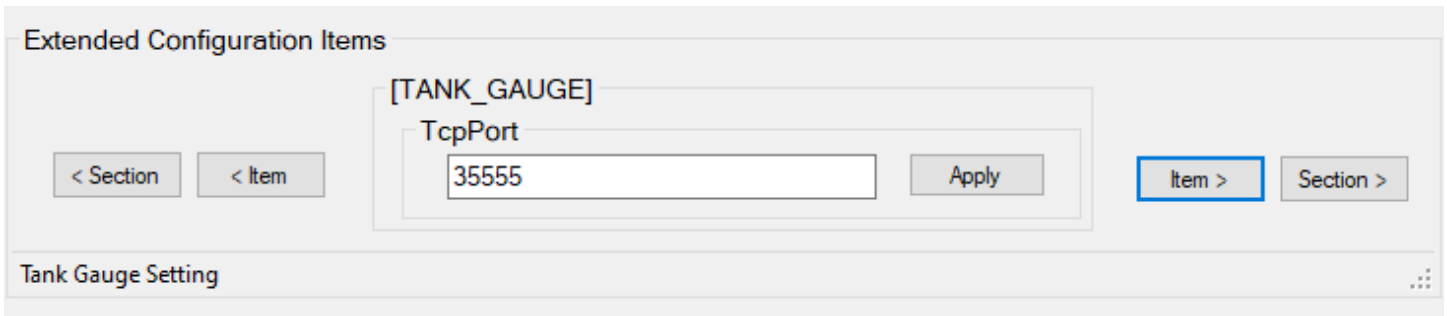 Extended Configuration Items
[TANK_GAUGE]
TcpPort
< Section < Item 35555 Apply Item > Section >
Tank Gauge Setting